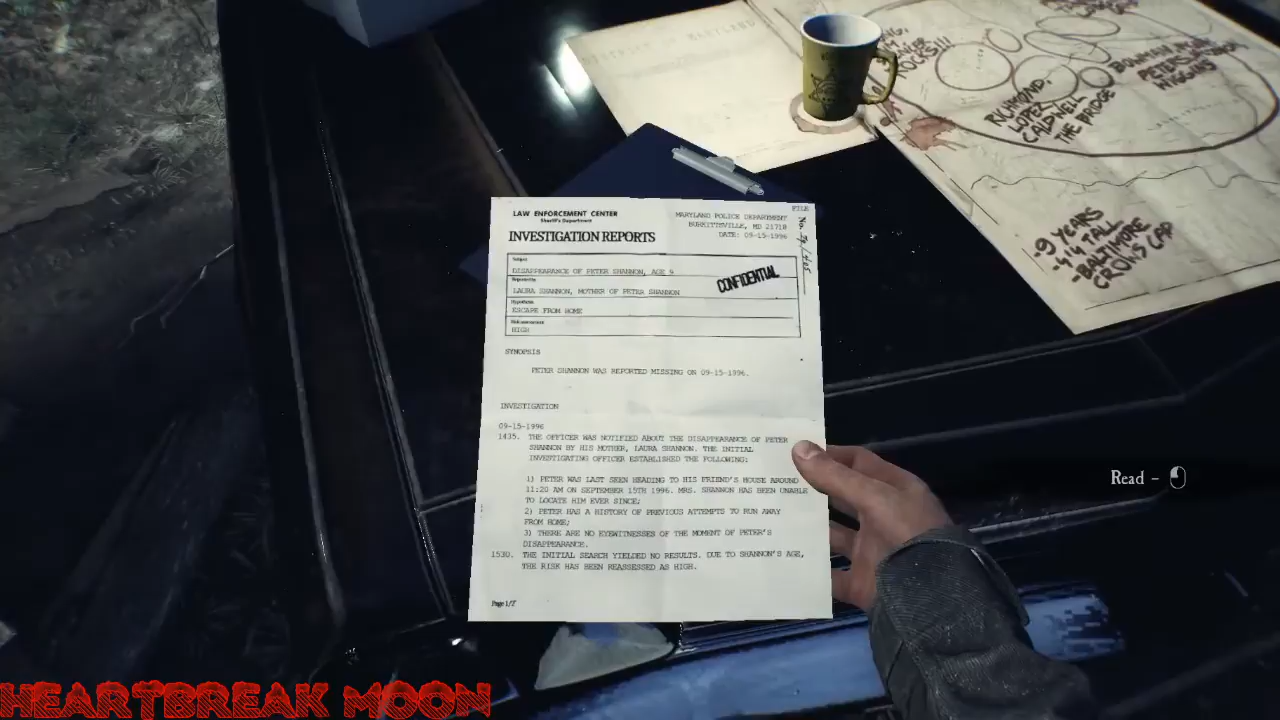 ROCKS!!!
RICHMOND,
LOPEZ
CALDWELL
THE BRIDGE
BOWMAN,
PETERS,
WIGGINS
-9 YEARS
-4'4 TALL
-BALTIMORE
CROWS CAP
LAW ENFORCEMENT CENTER
Sheriff's Department
INVESTIGATION REPORTS
MARYLAND POLICE DEPARTMENT
BURKITTSVILLE, MD 21718
DATE: 09-15-1996
FILE
No.
Subject
DISAPPEARANCE OF PETER SHANNON, AGE 9
CONFIDENTIAL
LAURA SHANNON, MOTHER OF PETER SHANNON
Hypothesis
ESCAPE FROM HOME
HIGH
SYNOPSIS
PETER SHANNON WAS REPORTED MISSING ON 09-15-1996.
INVESTIGATION
09-15-1996
1435. THE OFFICER WAS NOTIFIED ABOUT THE DISAPPEARANCE OF PETER
SHANNON BY HIS MOTHER, LAURA SHANNON. THE INITIAL
INVESTIGATING OFFICER ESTABLISHED THE FOLLOWING:
1) PETER WAS LAST SEEN HEADING TO HIS FRIEND'S HOUSE AROUND
11:20 AM ON SEPTEMBER 15TH 1996. MRS. SHANNON HAS BEEN UNABLE
TO LOCATE HIM EVER SINCE;
2) PETER HAS A HISTORY OF PREVIOUS ATTEMPTS TO RUN AWAY
FROM HOME;
3) THERE ARE NO EYEWITNESSES OF THE MOMENT OF PETER'S
DISAPPEARANCE.
1530. THE INITIAL SEARCH YIELDED NO RESULTS. DUE TO SHANNON'S AGE,
THE RISK HAS BEEN REASSESSED AS HIGH.
Page 1/
Read -
HEARTBREAK MOON